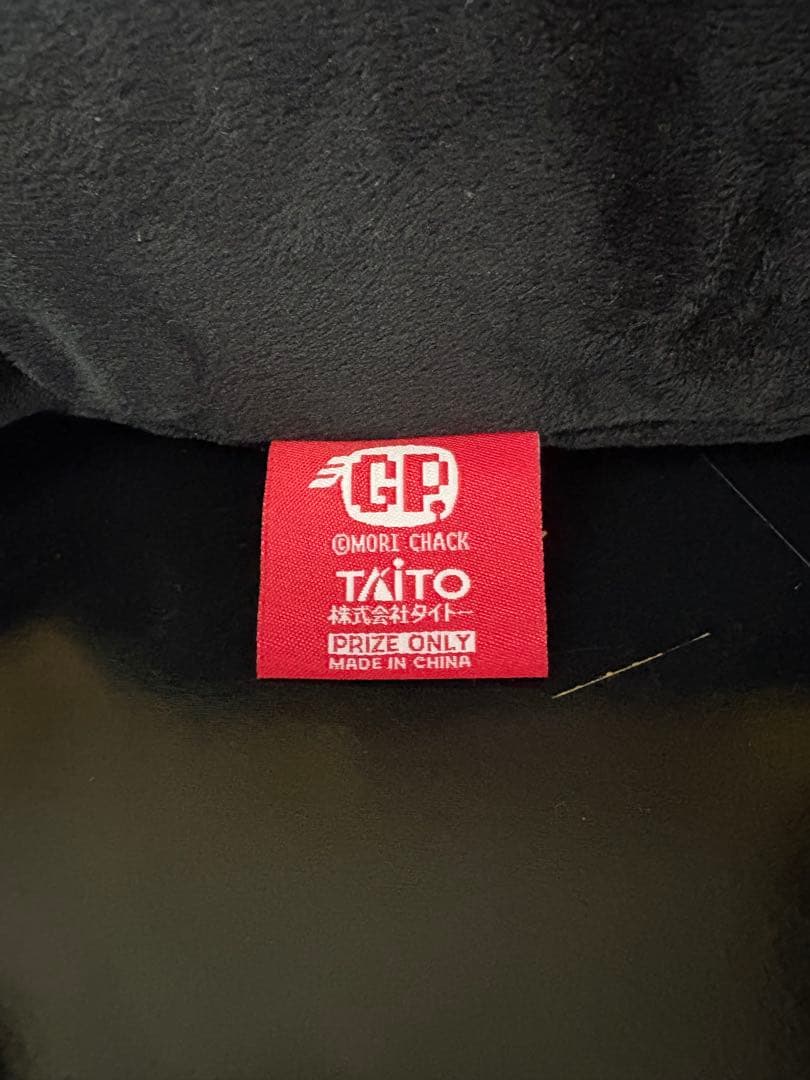 GP.
©MORI CHACK
TAiTO
株式会社タイトー
PRIZE ONLY
MADE IN CHINA